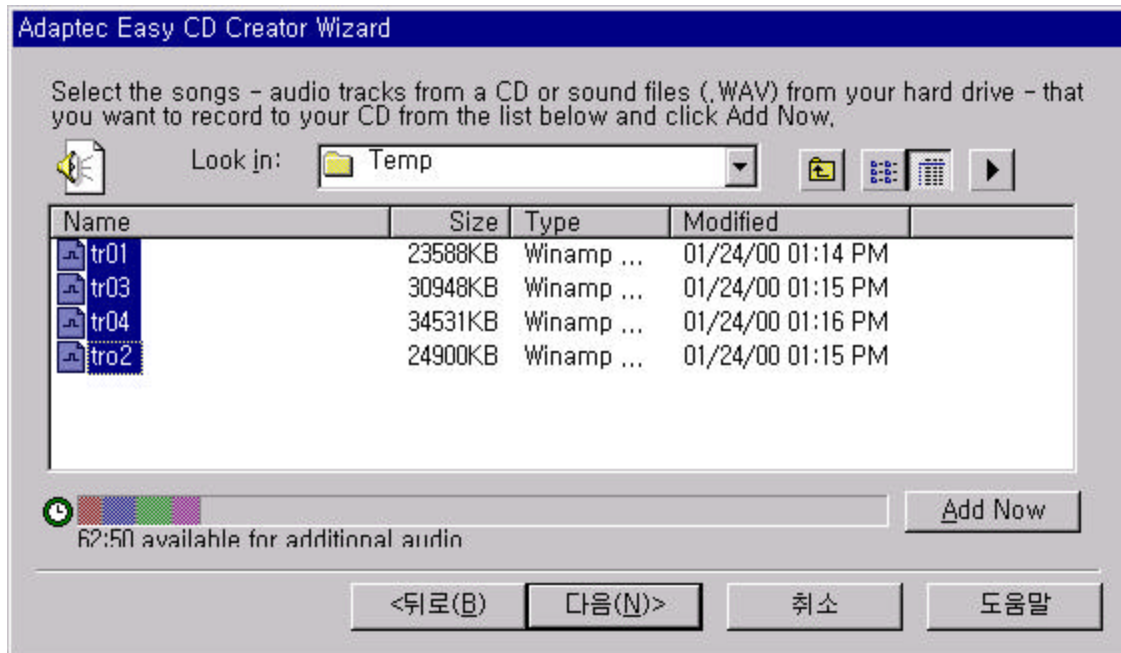 Adaptec Easy CD Creator Wizard
Select the songs - audio tracks from a CD or sound files (.WAV) from your hard drive - that
you want to record to your CD from the list below and click Add Now.
Look in: Temp
Name Size Type Modified
tr01 23588KB Winamp ... 01/24/00 01:14 PM
tr03 30948KB Winamp ... 01/24/00 01:15 PM
tr04 34531KB Winamp ... 01/24/00 01:16 PM
tro2 24900KB Winamp ... 01/24/00 01:15 PM
Add Now
62:50 available for additional audio
<뒤로(B) 다음(N)> 취소 도움말